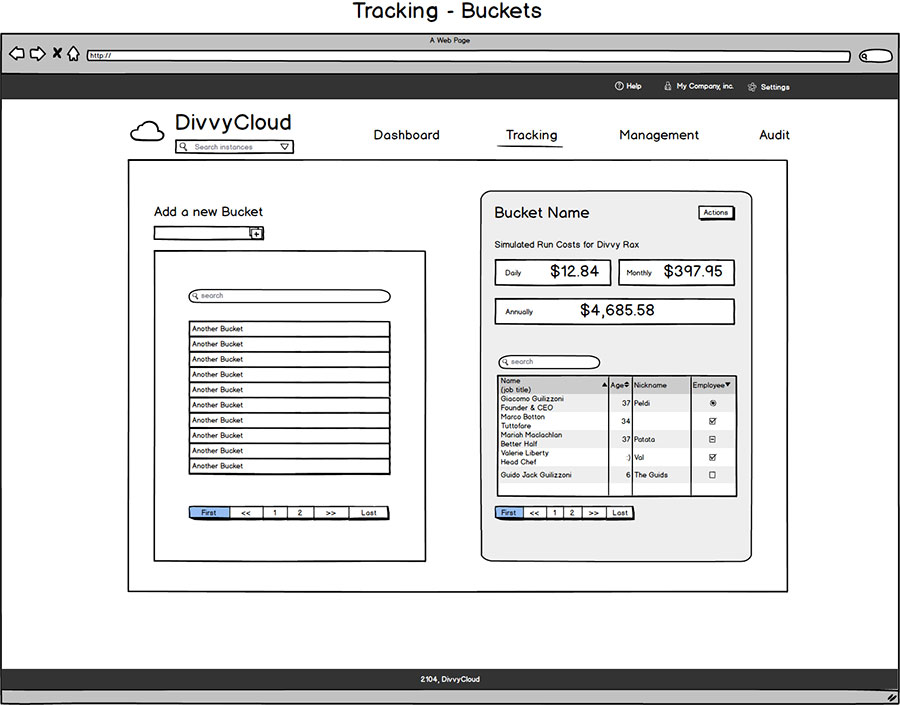 Tracking - Buckets
A Web Page
http://
Help
My Company, inc.
Settings
DivvyCloud
Search instances
Dashboard
Tracking
Management
Audit
Add a new Bucket
search
Another Bucket
Another Bucket
Another Bucket
Another Bucket
Another Bucket
Another Bucket
Another Bucket
Another Bucket
Another Bucket
Another Bucket
First << 1 2 >> Last
Bucket Name
Actions
Simulated Run Costs for Divvy Rax
Daily $12.84
Monthly $397.95
Annually $4,685.58
search
Name
(job title)
Age
Nickname
Employee
Giacomo Guilizzoni
Founder & CEO
37 Peldi
Marco Botton
Tuttofare
34
Mariah Maclachlan
Better Half
37 Patata
Valerie Liberty
Head Chef
:) Val
Guido Jack Guilizzoni
6 The Guids
First << 1 2 >> Last
2104, DivvyCloud